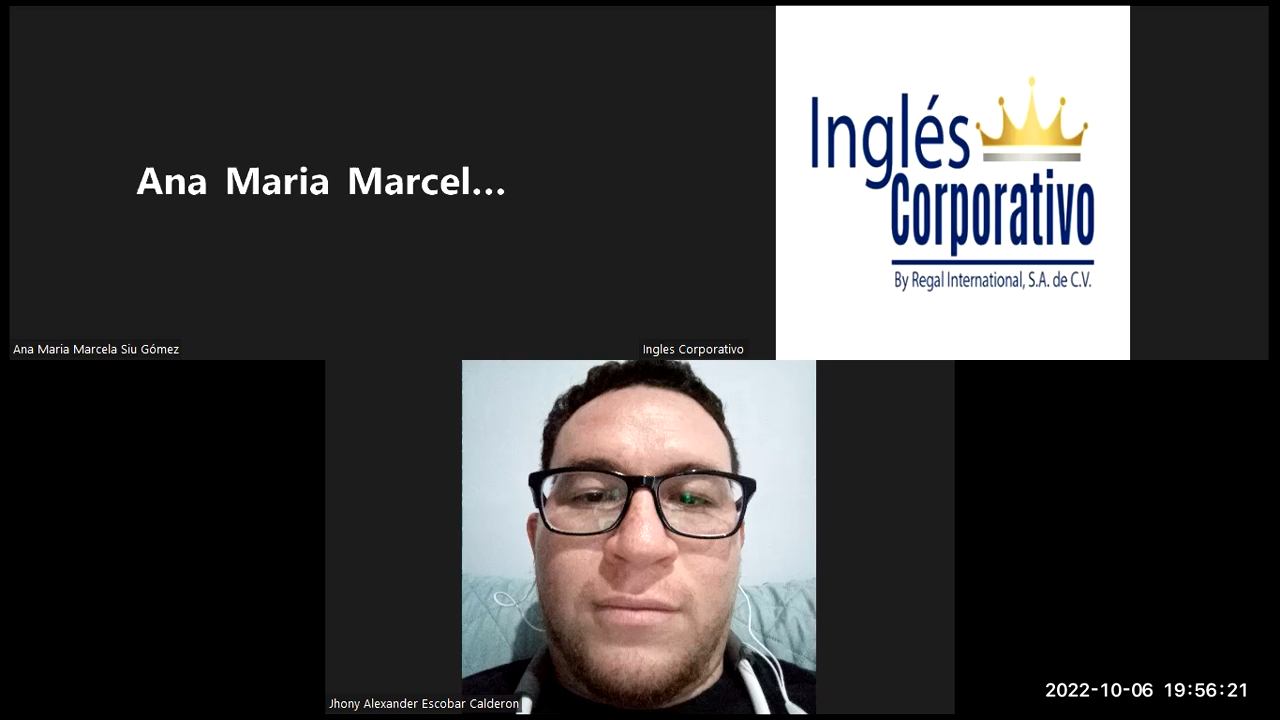 Ana Maria Marcel...
Inglés
Corporativo
By Regal International, S.A. de C.V.
Ana Maria Marcela Siu Gómez
Ingles Corporativo
Jhony Alexander Escobar Calderon
2022-10-06 19:56:21